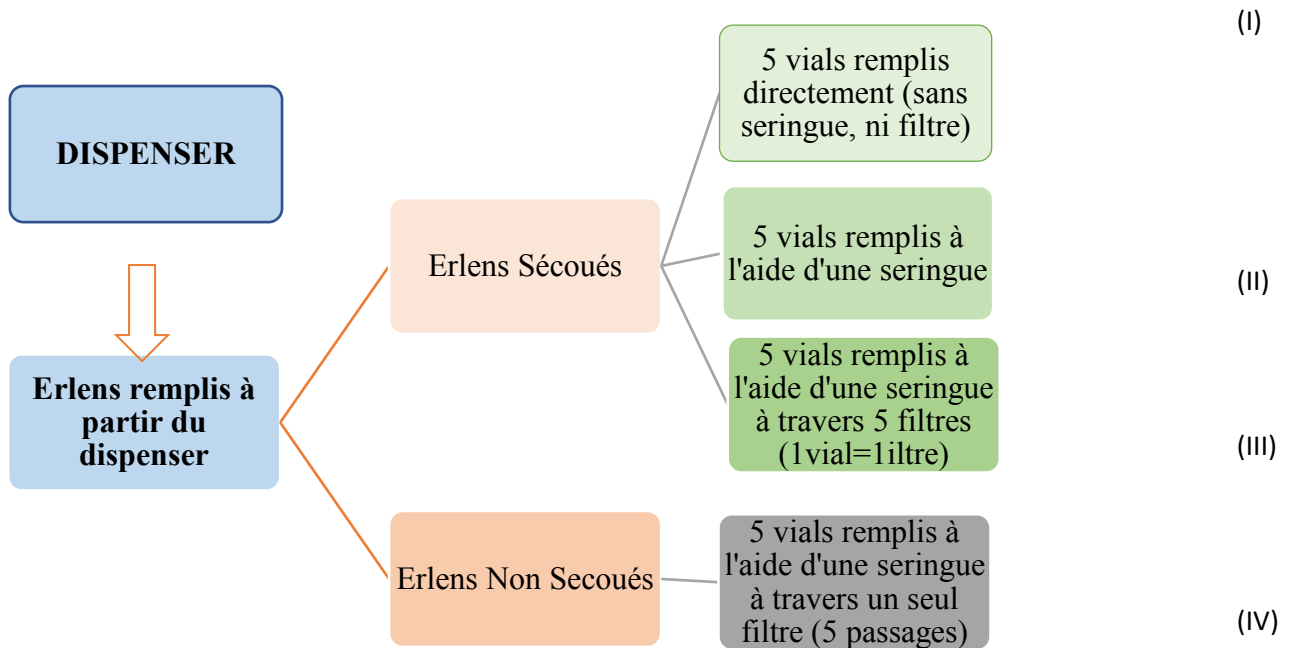 (I)
5 vials remplis
directement (sans
seringue, ni filtre)
DISPENSER
Erlens Sécoués
5 vials remplis à
l'aide d'une seringue
(II)
Erlens remplis à
partir du
dispenser
5 vials remplis à
l'aide d'une seringue
à travers 5 filtres
(1vial=1iltre)
(III)
Erlens Non Secoués
5 vials remplis à
l'aide d'une seringue
à travers un seul
filtre (5 passages)
(IV)